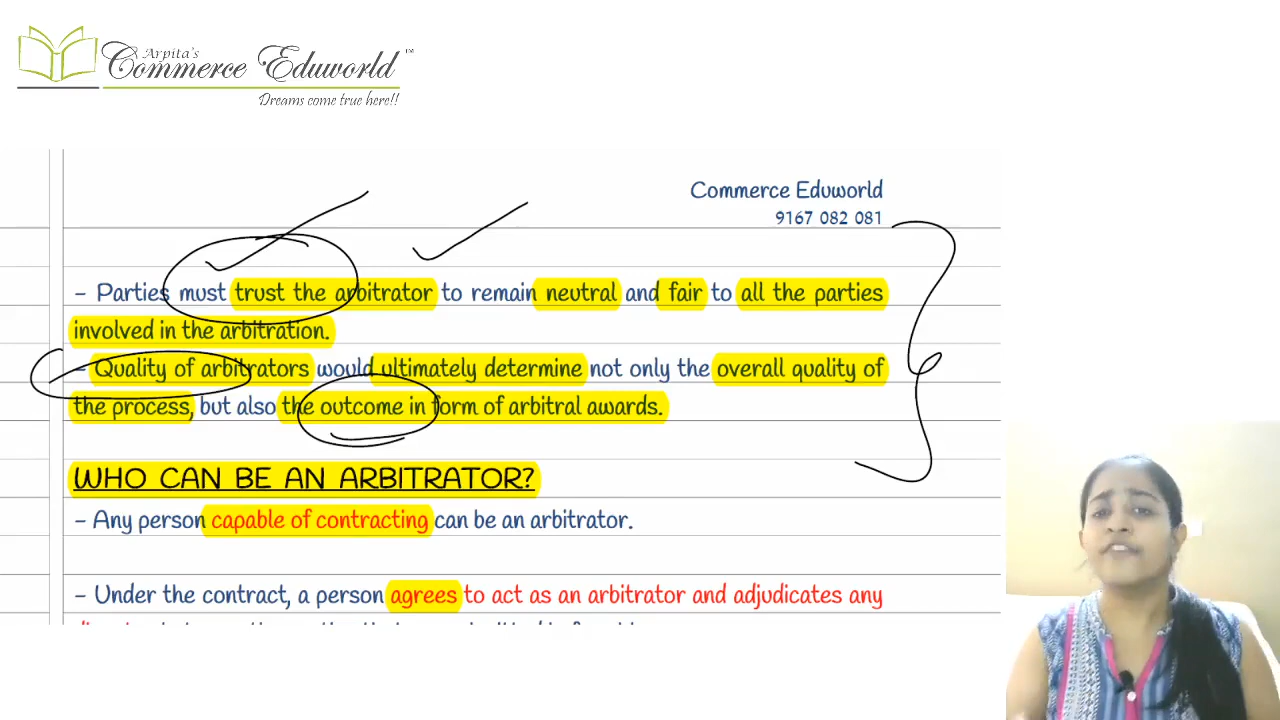 Arpita's
Commerce Eduworld™
Dreams come true here!!
Commerce Eduworld
9167 082 081
- Parties must trust the arbitrator to remain neutral and fair to all the parties
involved in the arbitration.
- Quality of arbitrators would ultimately determine not only the overall quality of
the process, but also the outcome in form of arbitral awards.
WHO CAN BE AN ARBITRATOR?
- Any person capable of contracting can be an arbitrator.
- Under the contract, a person agrees to act as an arbitrator and adjudicates any